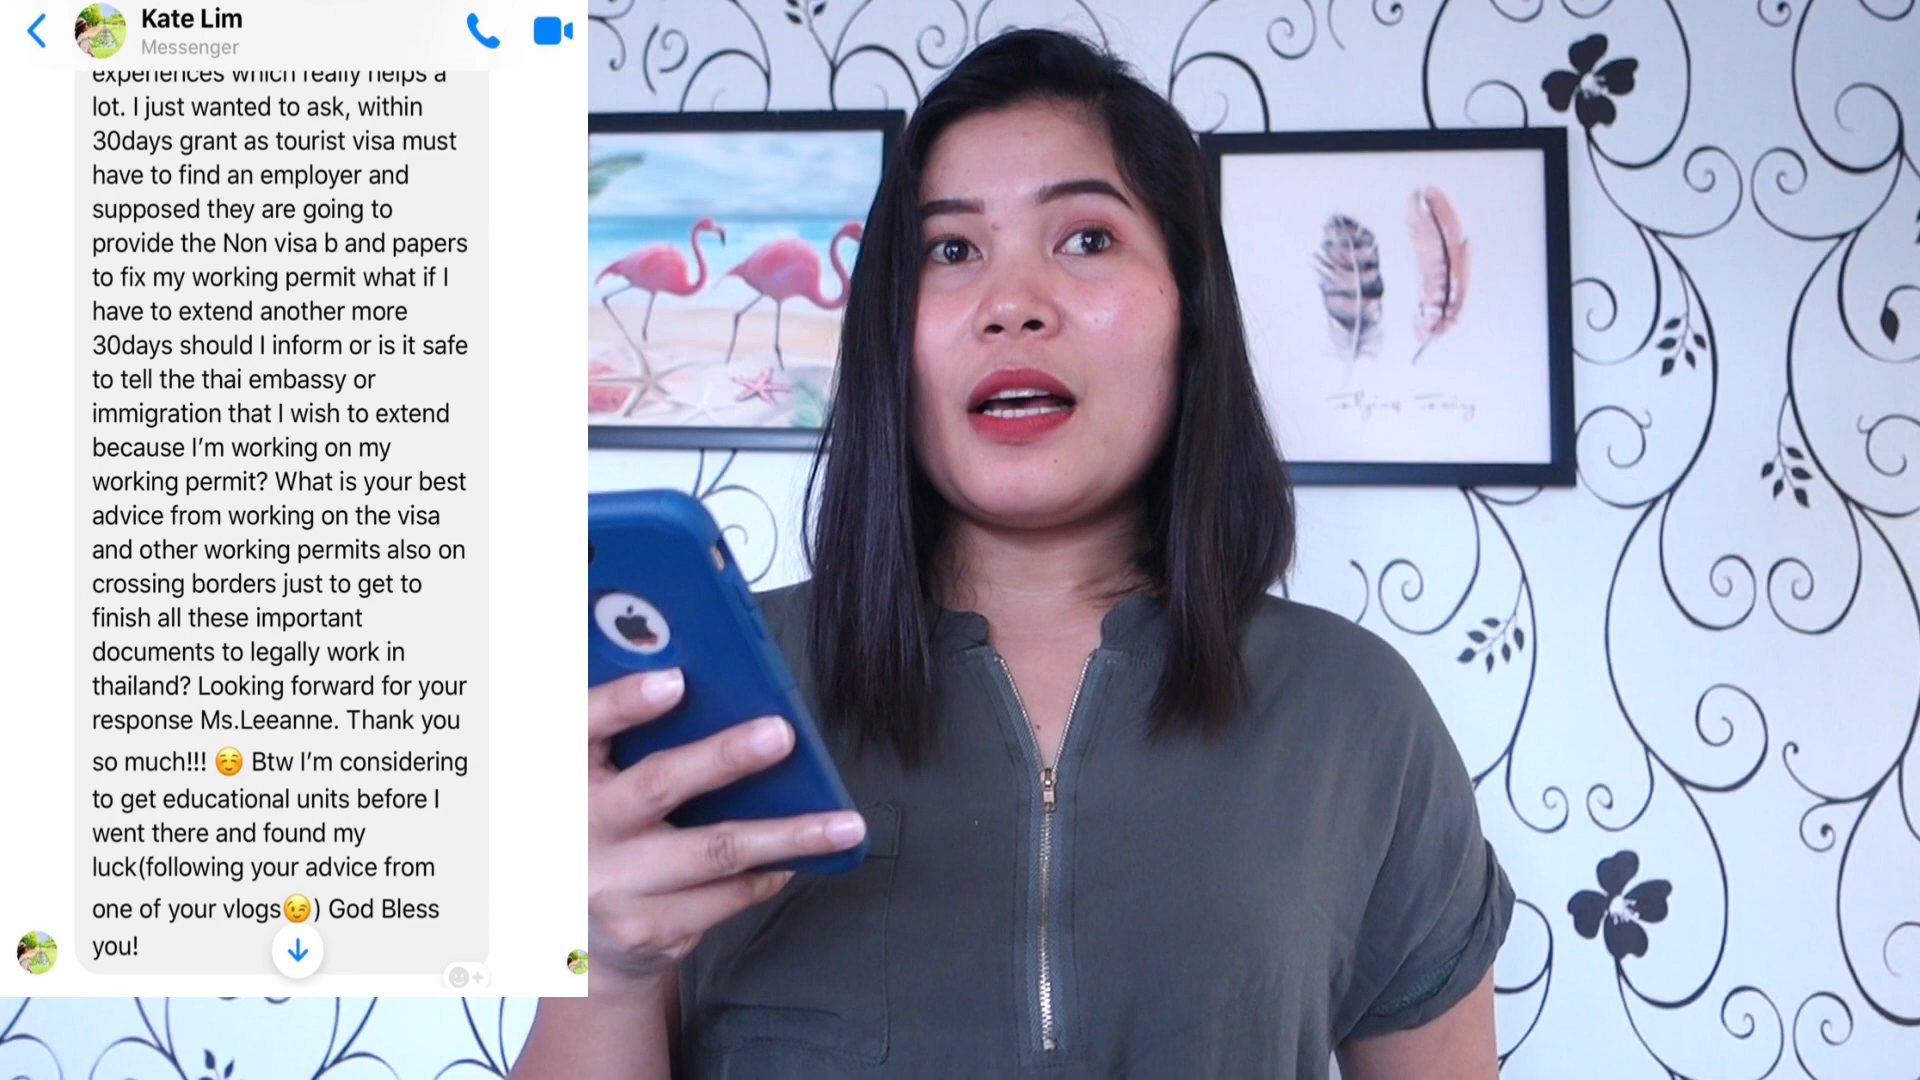 Kate Lim
Messenger
experiences which really helps a
lot. I just wanted to ask, within
30days grant as tourist visa must
have to find an employer and
supposed they are going to
provide the Non visa b and papers
to fix my working permit what if I
have to extend another more
30days should I inform or is it safe
to tell the thai embassy or
immigration that I wish to extend
because I’m working on my
working permit? What is your best
advice from working on the visa
and other working permits also on
crossing borders just to get to
finish all these important
documents to legally work in
thailand? Looking forward for your
response Ms.Leeanne. Thank you
so much!!! ☺️ Btw I’m considering
to get educational units before I
went there and found my
luck(following your advice from
one of your vlogs😉) God Bless
you!